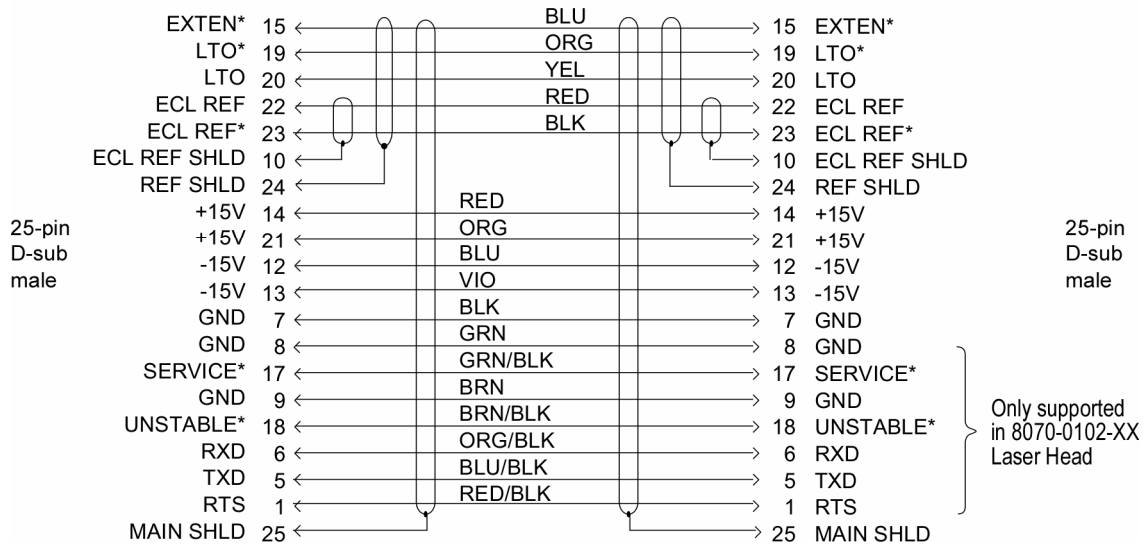 EXTEN* 15 BLU 15 EXTEN*
LTO* 19 ORG 19 LTO*
LTO 20 YEL 20 LTO
ECL REF 22 RED 22 ECL REF
ECL REF* 23 BLK 23 ECL REF*
ECL REF SHLD 10 10 ECL REF SHLD
REF SHLD 24 24 REF SHLD
+15V 14 RED 14 +15V
+15V 21 ORG 21 +15V
-15V 12 BLU 12 -15V
-15V 13 VIO 13 -15V
GND 7 BLK 7 GND
GND 8 GRN 8 GND
SERVICE* 17 GRN/BLK 17 SERVICE*
GND 9 BRN 9 GND
UNSTABLE* 18 BRN/BLK 18 UNSTABLE*
RXD 6 ORG/BLK 6 RXD
TXD 5 BLU/BLK 5 TXD
RTS 1 RED/BLK 1 RTS
MAIN SHLD 25 25 MAIN SHLD
25-pin
D-sub
male
25-pin
D-sub
male
Only supported
in 8070-0102-XX
Laser Head